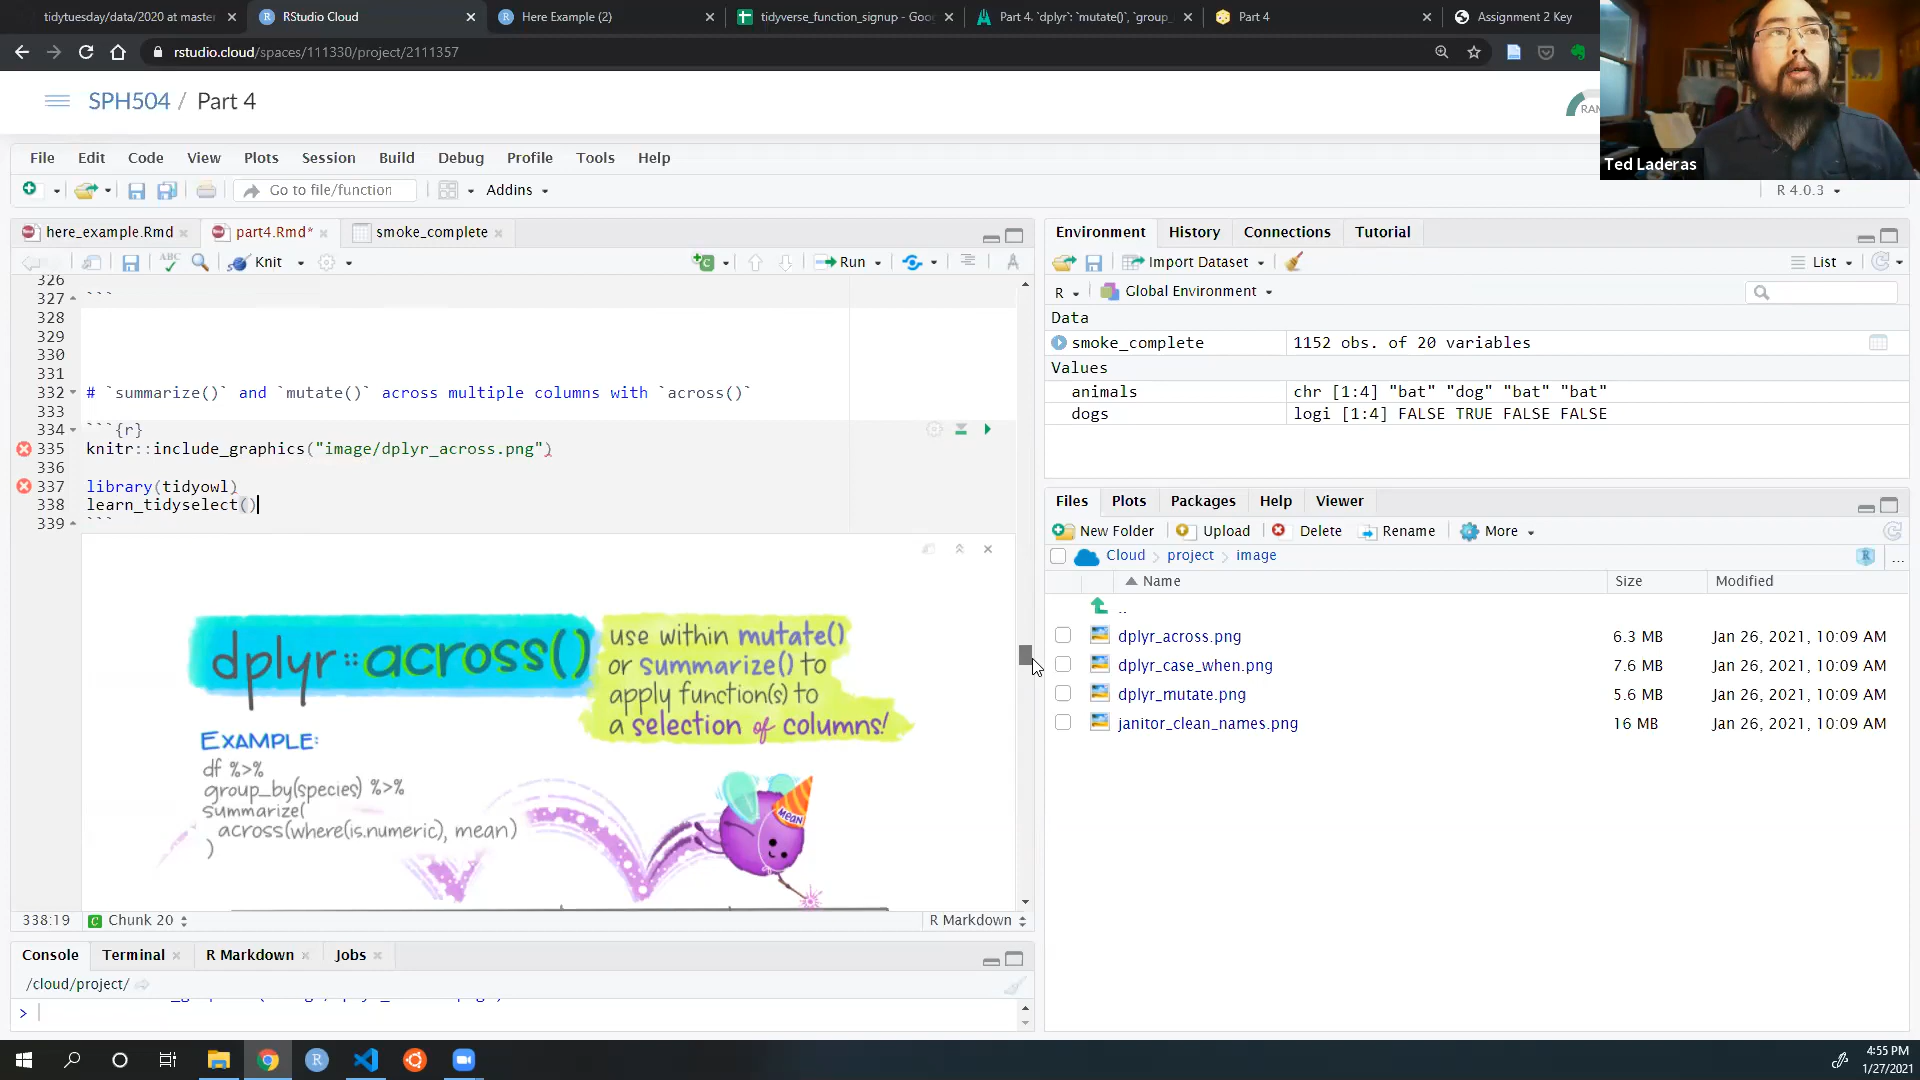 tidytuesday/data/2020 at master
RStudio Cloud
Here Example (2)
tidyverse_function_signup - Goo
Part 4. `dplyr`: `mutate()`, `group_
Part 4
Assignment 2 Key
rstudio.cloud/spaces/111330/project/2111357
SPH504 / Part 4
Ted Laderas
File Edit Code View Plots Session Build Debug Profile Tools Help
Go to file/function
Addins
R 4.0.3
here_example.Rmd
part4.Rmd*
smoke_complete
ABC
Knit
Run
326
327 ```
328
329
330
331
332 # `summarize()` and `mutate()` across multiple columns with `across()`
333
334 ```{r}
335 knitr::include_graphics("image/dplyr_across.png")
336
337 library(tidyowl)
338 learn_tidyselect()
339 ```
dplyr::across()
use within mutate()
or summarize() to
apply function(s) to
a selection of columns!
EXAMPLE:
df %>%
group_by(species) %>%
summarize(
across(where(is.numeric), mean)
)
MEAN
338:19
Chunk 20
R Markdown
Console Terminal R Markdown Jobs
/cloud/project/
>
Environment History Connections Tutorial
Import Dataset
List
R
Global Environment
Data
smoke_complete 1152 obs. of 20 variables
Values
animals chr [1:4] "bat" "dog" "bat" "bat"
dogs logi [1:4] FALSE TRUE FALSE FALSE
Files Plots Packages Help Viewer
New Folder Upload Delete Rename More
Cloud > project > image
...
Name Size Modified
..
dplyr_across.png 6.3 MB Jan 26, 2021, 10:09 AM
dplyr_case_when.png 7.6 MB Jan 26, 2021, 10:09 AM
dplyr_mutate.png 5.6 MB Jan 26, 2021, 10:09 AM
janitor_clean_names.png 16 MB Jan 26, 2021, 10:09 AM
4:55 PM
1/27/2021